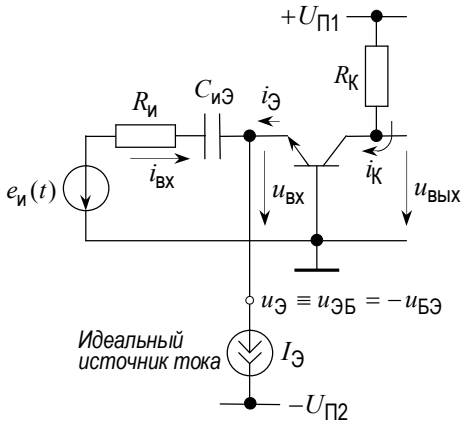 +U_П1
R_К
C_иЭ
R_и
i_Э
i_вх
i_К
e_и(t)
u_вх
u_вых
u_Э ≡ u_ЭБ = −u_БЭ
Идеальный
источник тока
I_Э
−U_П2